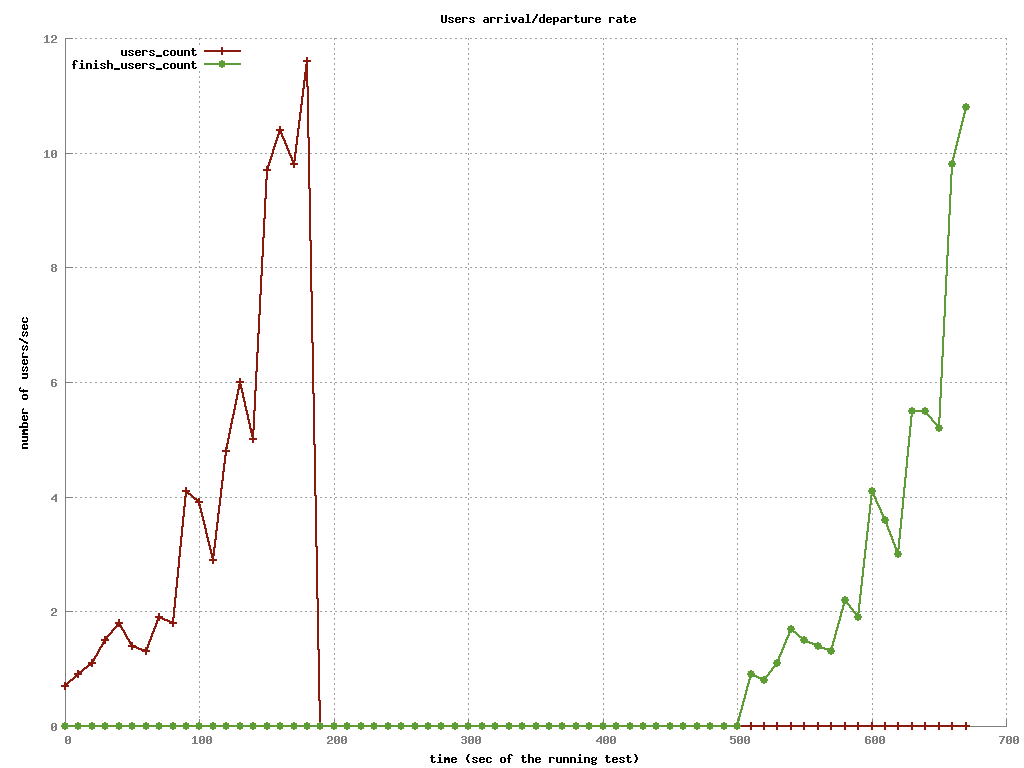 Users arrival/departure rate
users_count
finish_users_count
number of users/sec
12
10
8
6
4
2
0
0 100 200 300 400 500 600 700
time (sec of the running test)